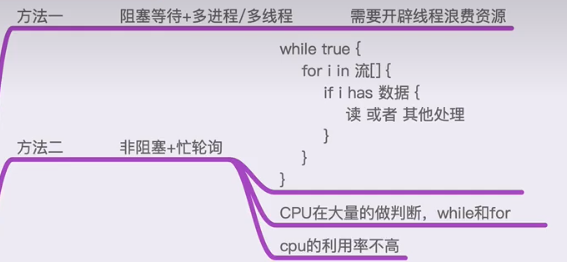 方法一 阻塞等待+多进程/多线程 需要开辟线程浪费资源
while true {
for i in 流[] {
if i has 数据 {
读 或者 其他处理
}
}
}
方法二 非阻塞+忙轮询
CPU在大量的做判断，while和for
cpu的利用率不高